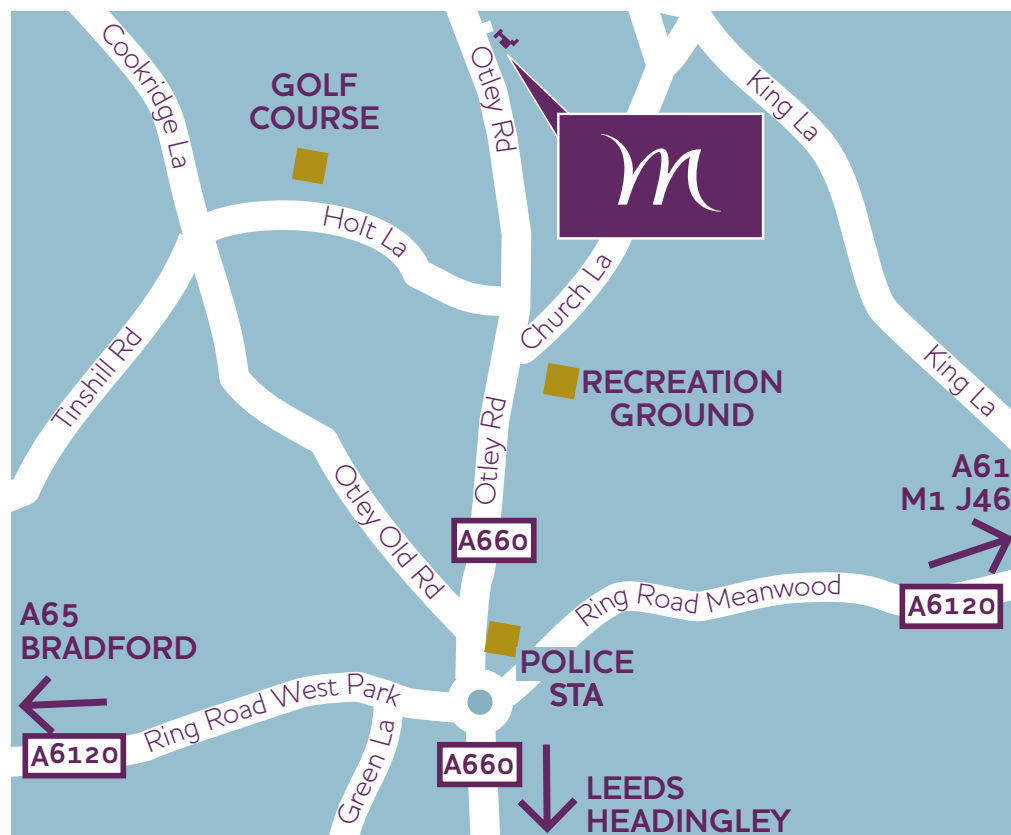 Cookridge La
GOLF
COURSE
Otley Rd
King La
m
Holt La
Church La
Tinshill Rd
RECREATION
GROUND
King La
Otley Rd
A61
M1 J46
Otley Old Rd
A660
Ring Road Meanwood
A6120
A65
BRADFORD
POLICE
STA
Ring Road West Park
A6120
Green La
A660
LEEDS
HEADINGLEY